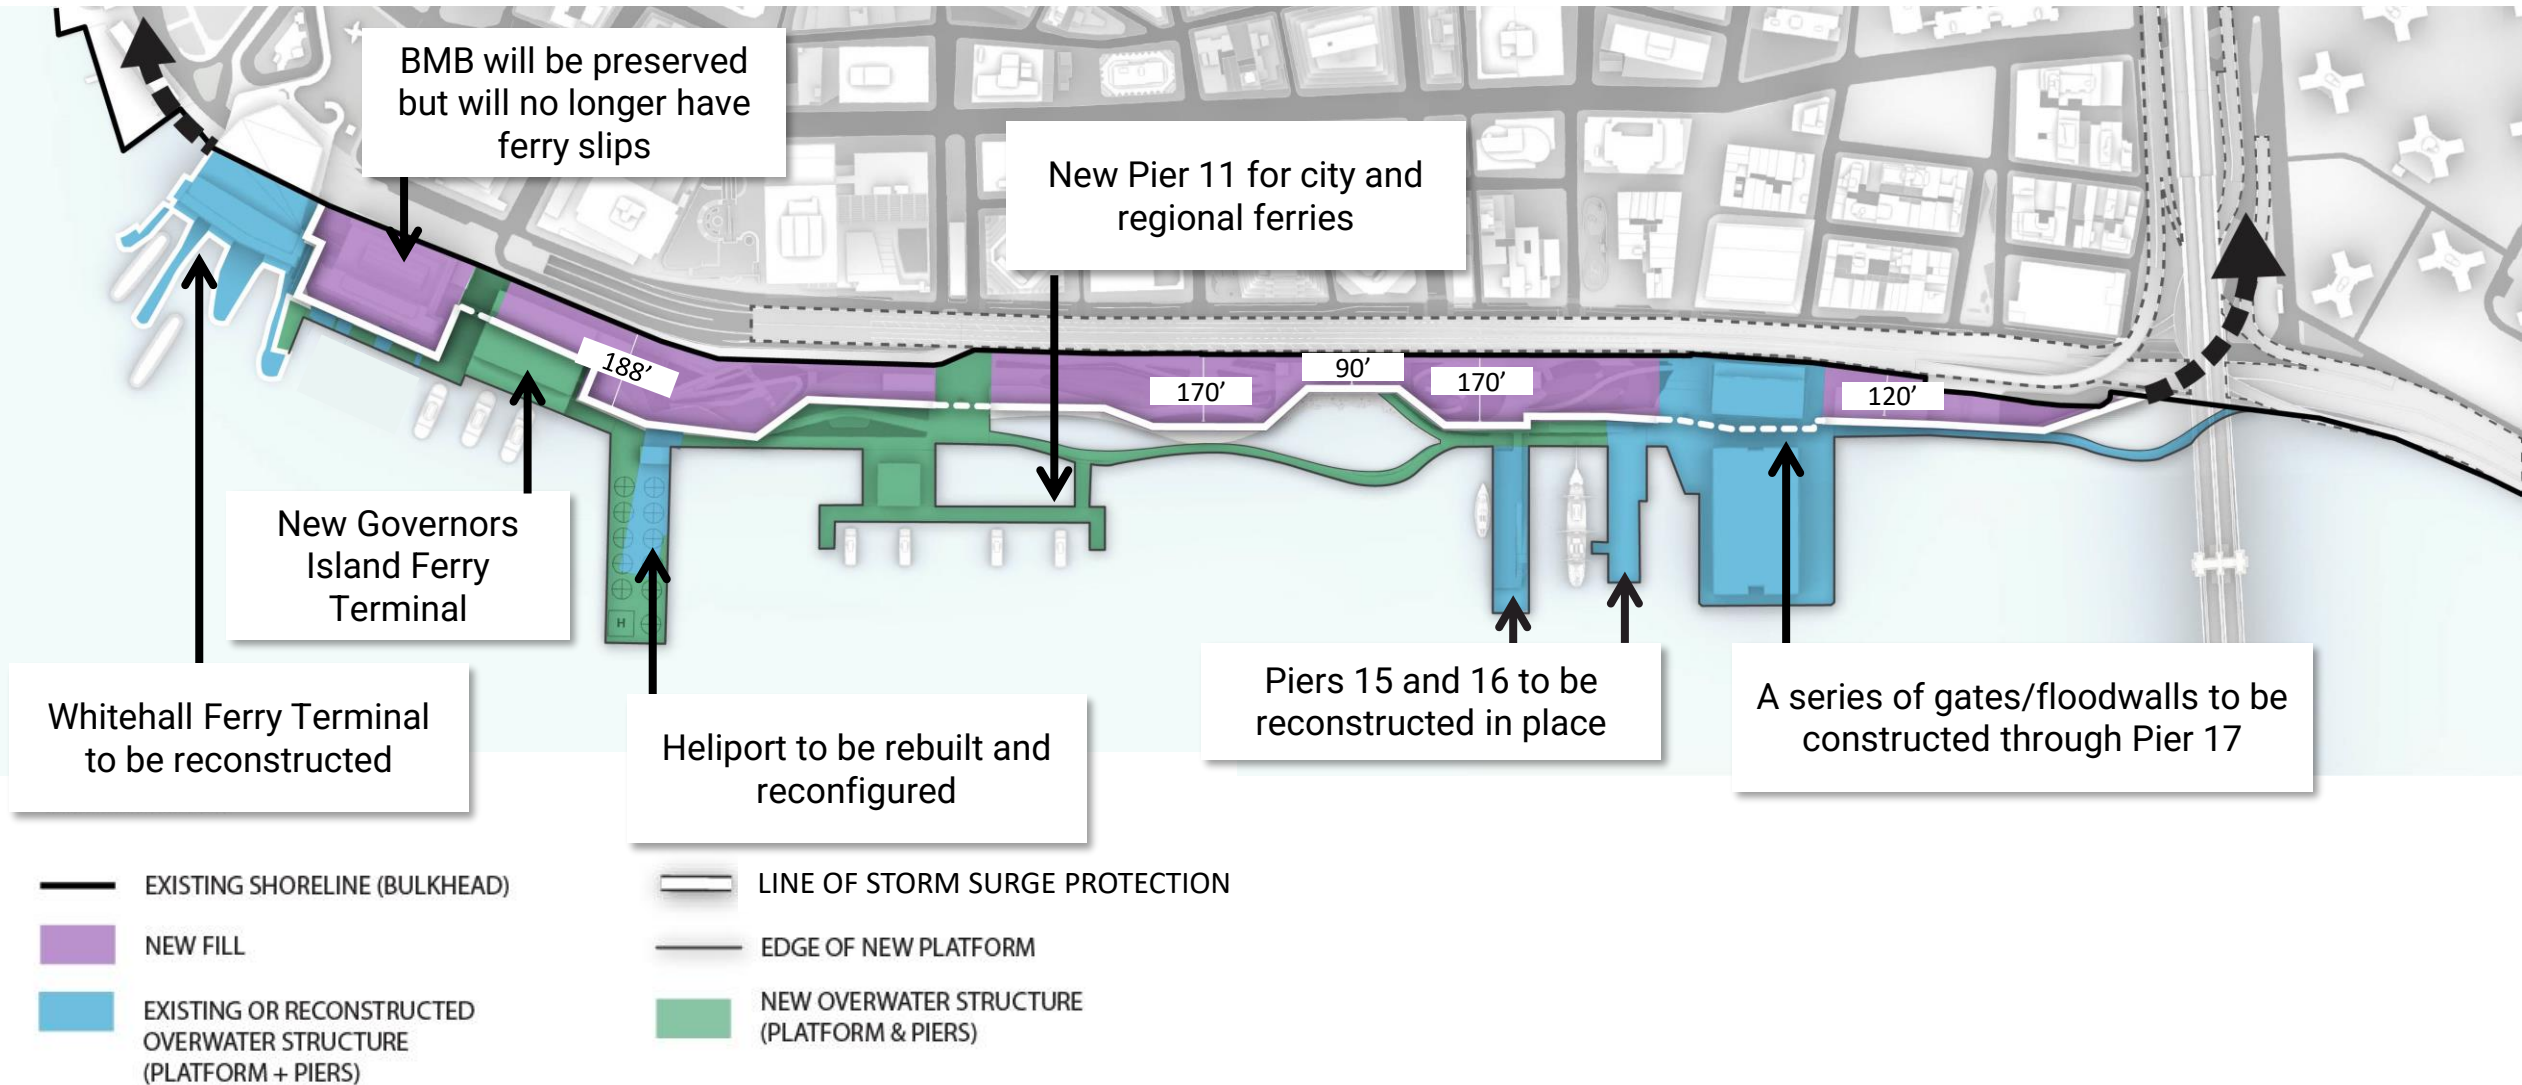 BMB will be preserved
but will no longer have
ferry slips
New Pier 11 for city and
regional ferries
188’
170’
90’
170’
120’
New Governors
Island Ferry
Terminal
H
Whitehall Ferry Terminal
to be reconstructed
Heliport to be rebuilt and
reconfigured
Piers 15 and 16 to be
reconstructed in place
A series of gates/floodwalls to be
constructed through Pier 17
EXISTING SHORELINE (BULKHEAD)
NEW FILL
EXISTING OR RECONSTRUCTED
OVERWATER STRUCTURE
(PLATFORM + PIERS)
LINE OF STORM SURGE PROTECTION
EDGE OF NEW PLATFORM
NEW OVERWATER STRUCTURE
(PLATFORM & PIERS)